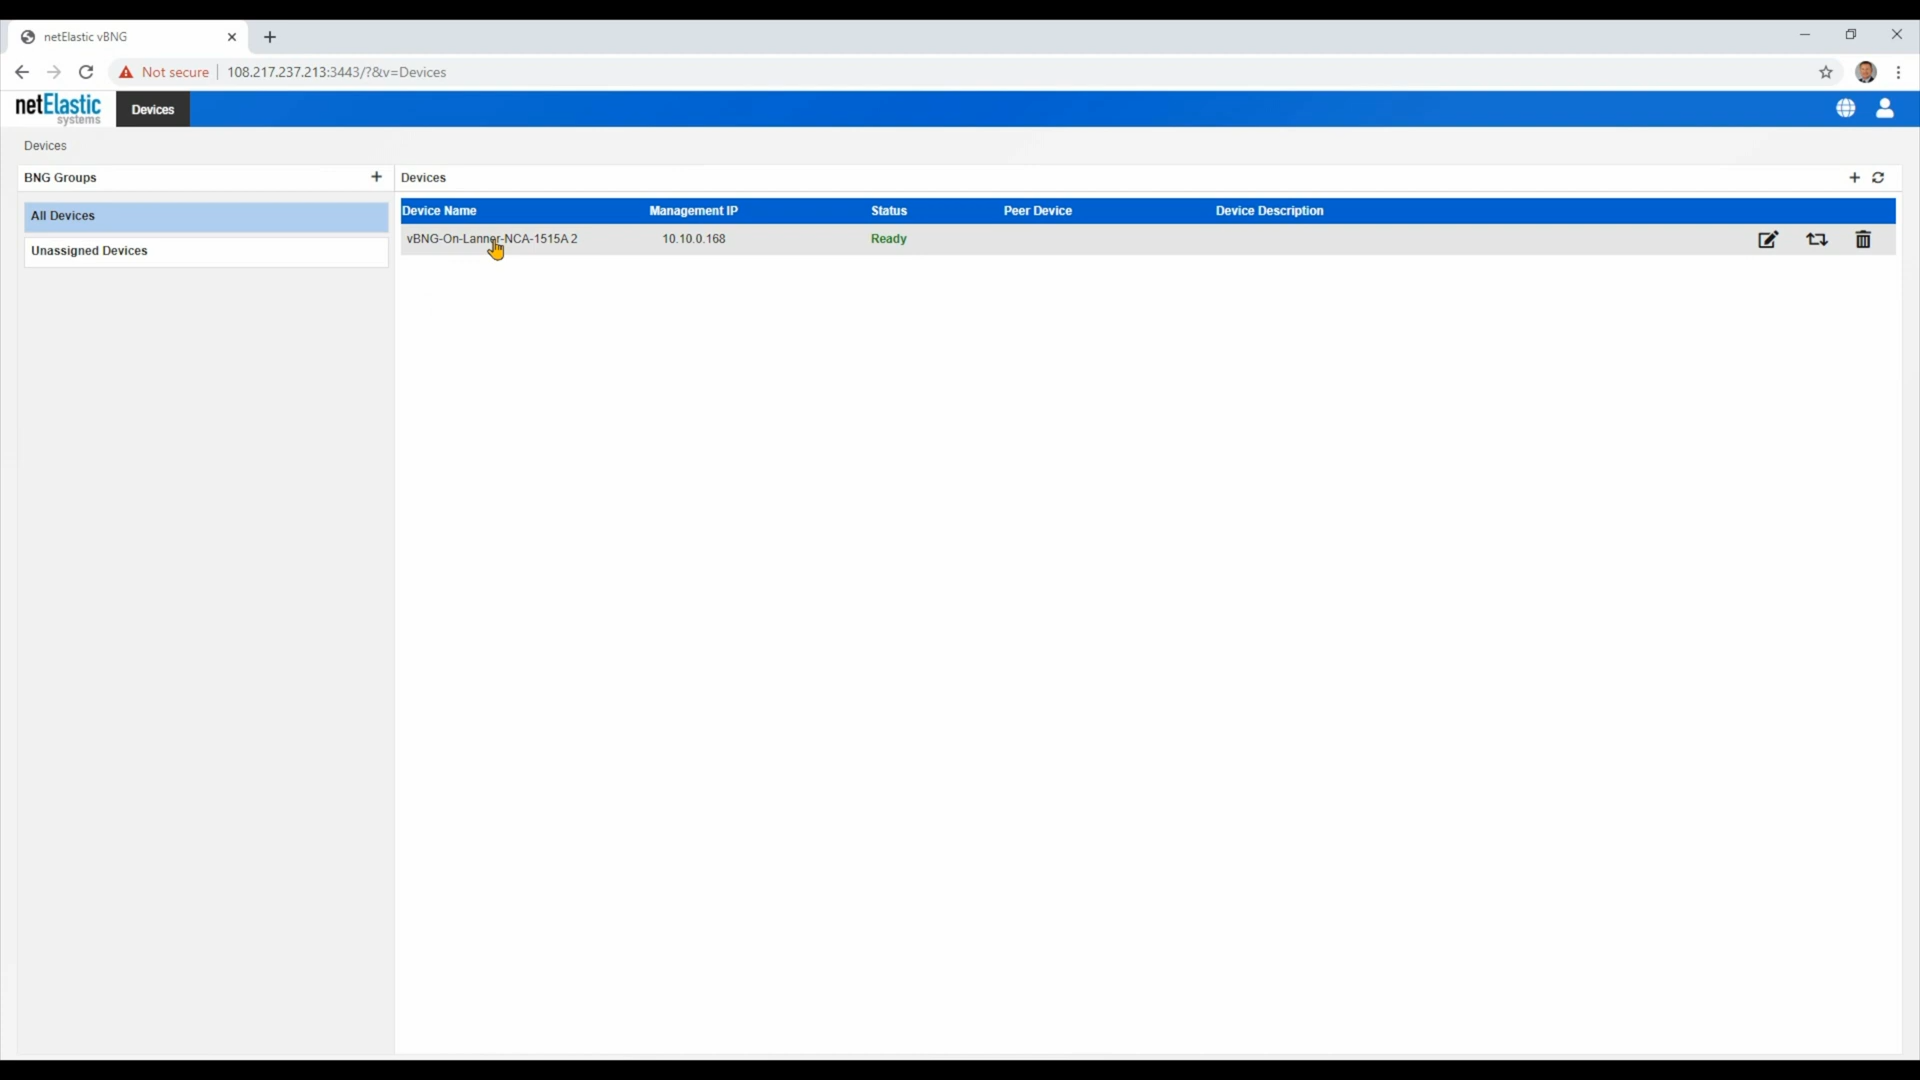 netElastic vBNG
Not secure 108.217.237.213:3443/?&v=Devices
netElastic
systems
Devices
Devices
BNG Groups
Devices
All Devices
Unassigned Devices
Device Name Management IP Status Peer Device Device Description
vBNG-On-Lanner-NCA-1515A 2 10.10.0.168 Ready